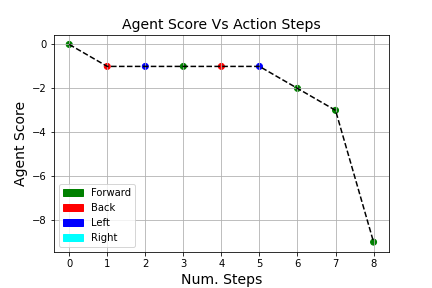 Agent Score Vs Action Steps
0
−2
−4
−6
−8
Agent Score
Forward
Back
Left
Right
0 1 2 3 4 5 6 7 8
Num. Steps